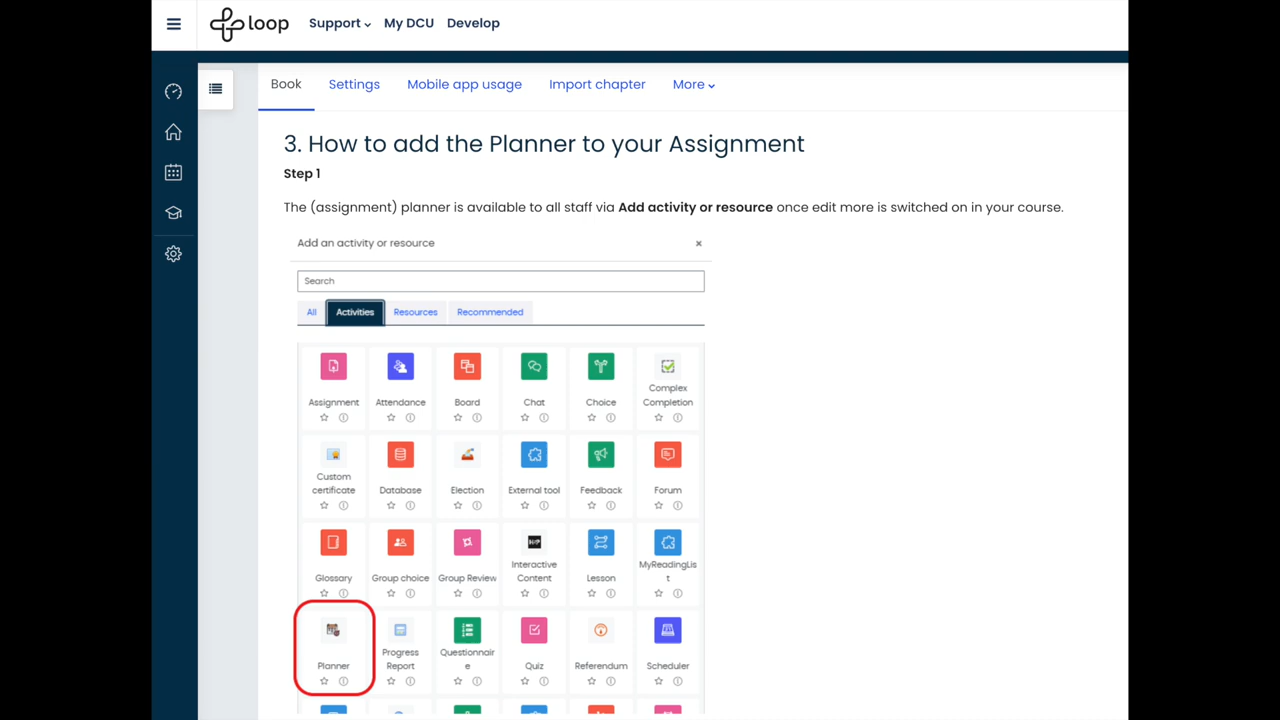 loop
Support
My DCU
Develop
Book
Settings
Mobile app usage
Import chapter
More
3. How to add the Planner to your Assignment
Step 1
The (assignment) planner is available to all staff via Add activity or resource once edit more is switched on in your course.
Add an activity or resource
Search
All
Activities
Resources
Recommended
Assignment
Attendance
Board
Chat
Choice
Complex
Completion
Custom
certificate
Database
Election
External tool
Feedback
Forum
Glossary
Group choice
Group Review
Interactive
Content
Lesson
MyReadingLis
t
Planner
Progress
Report
Questionnair
e
Quiz
Referendum
Scheduler